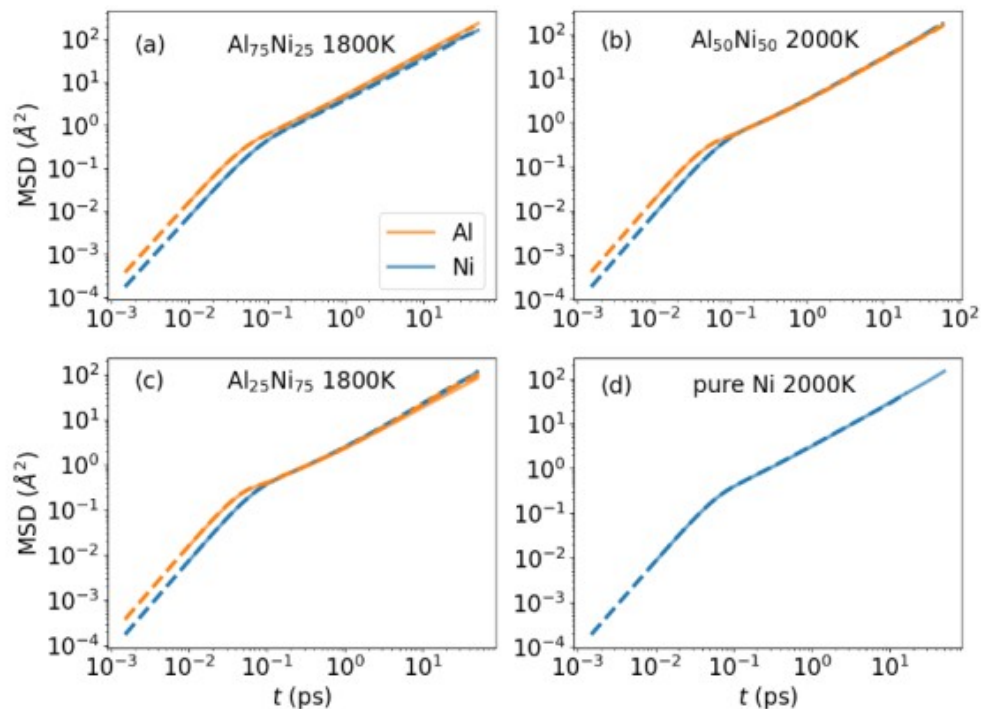 (a) Al₇₅Ni₂₅ 1800K
MSD (Å²)
10²
10¹
10⁰
10⁻¹
10⁻²
10⁻³
10⁻⁴
Al
Ni
10⁻³ 10⁻² 10⁻¹ 10⁰ 10¹
(b) Al₅₀Ni₅₀ 2000K
10²
10¹
10⁰
10⁻¹
10⁻²
10⁻³
10⁻⁴
10⁻³ 10⁻² 10⁻¹ 10⁰ 10¹ 10²
(c) Al₂₅Ni₇₅ 1800K
MSD (Å²)
10²
10¹
10⁰
10⁻¹
10⁻²
10⁻³
10⁻⁴
10⁻³ 10⁻² 10⁻¹ 10⁰ 10¹
t (ps)
(d) pure Ni 2000K
10²
10¹
10⁰
10⁻¹
10⁻²
10⁻³
10⁻⁴
10⁻³ 10⁻² 10⁻¹ 10⁰ 10¹
t (ps)